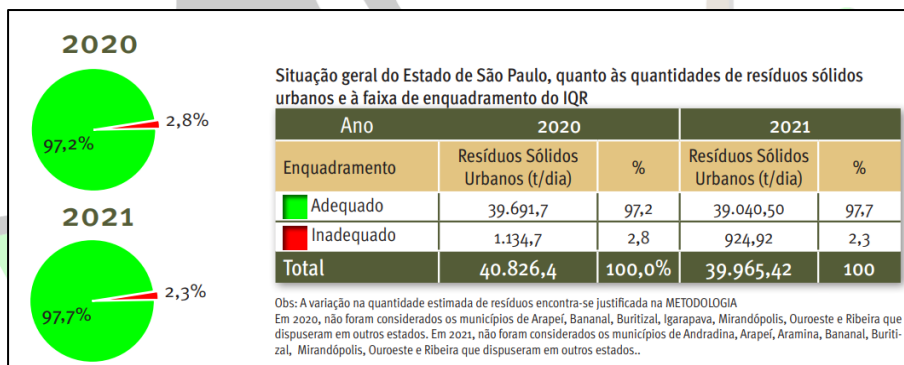 2020
97,2%
2,8%
2021
97,7%
2,3%
Situação geral do Estado de São Paulo, quanto às quantidades de resíduos sólidos
urbanos e à faixa de enquadramento do IQR
Ano 2020 2021
Enquadramento Resíduos Sólidos Urbanos (t/dia) % Resíduos Sólidos Urbanos (t/dia) %
Adequado 39.691,7 97,2 39.040,50 97,7
Inadequado 1.134,7 2,8 924,92 2,3
Total 40.826,4 100,0% 39.965,42 100
Obs: A variação na quantidade estimada de resíduos encontra-se justificada na METODOLOGIA
Em 2020, não foram considerados os municípios de Arapeí, Bananal, Buritizal, Igarapava, Mirandópolis, Ouroeste e Ribeira que
dispuseram em outros estados. Em 2021, não foram considerados os municípios de Andradina, Arapeí, Aramina, Bananal, Buriti-
zal, Mirandópolis, Ouroeste e Ribeira que dispuseram em outros estados..